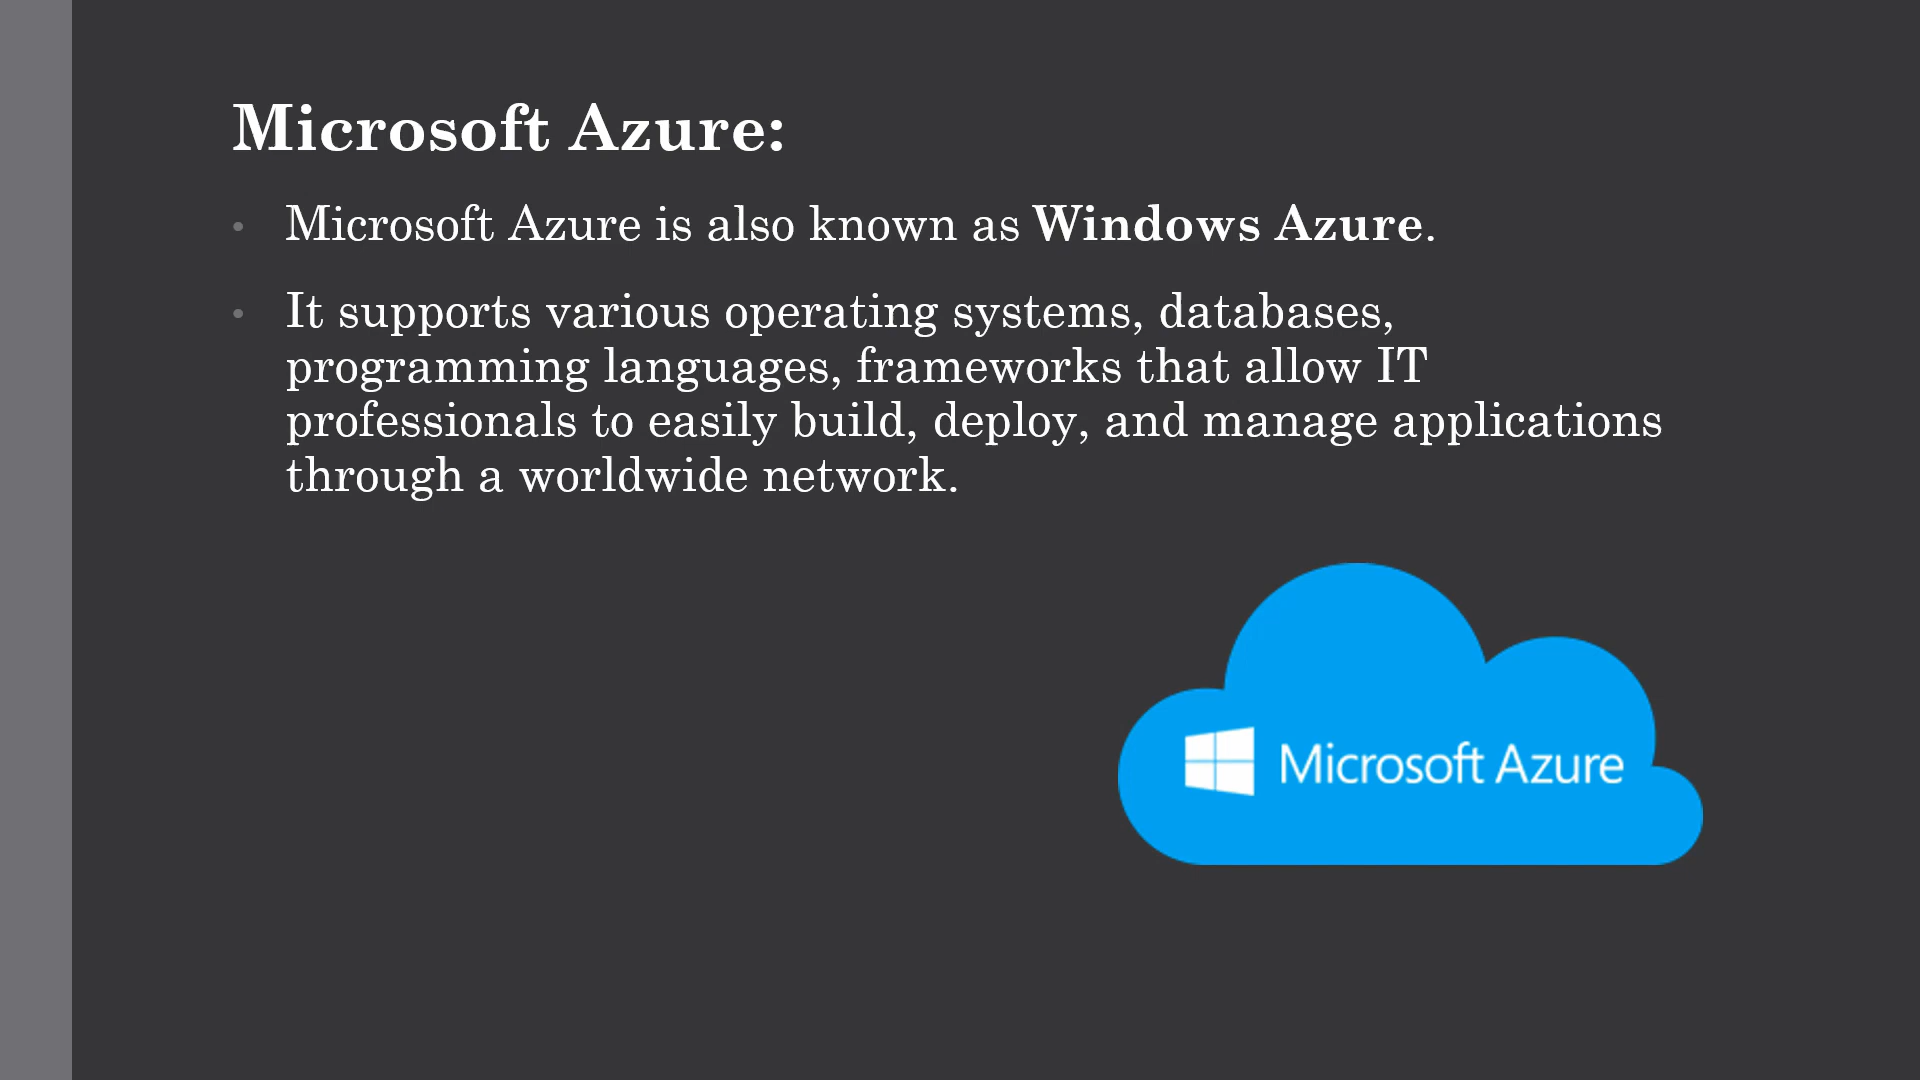 Microsoft Azure:
• Microsoft Azure is also known as Windows Azure.
• It supports various operating systems, databases,
programming languages, frameworks that allow IT
professionals to easily build, deploy, and manage applications
through a worldwide network.
Microsoft Azure